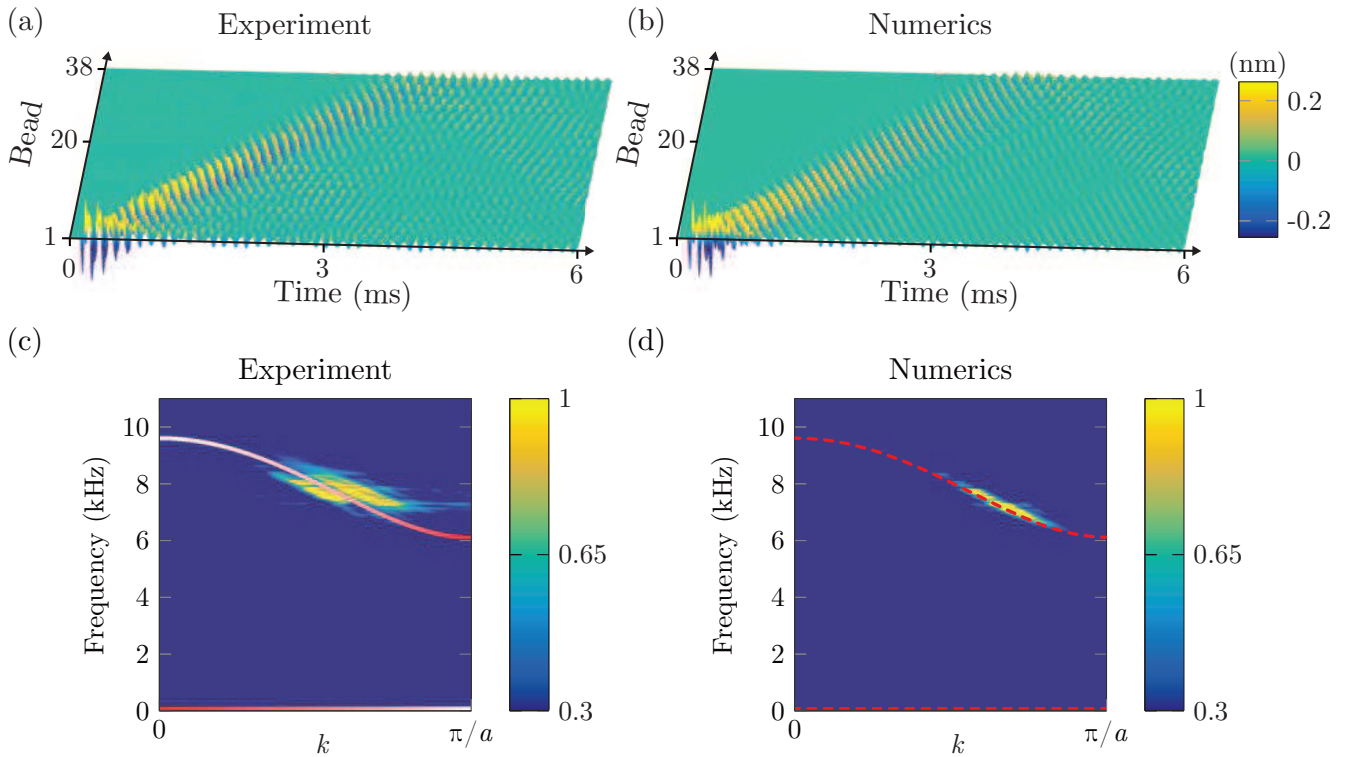 (a)
Experiment
38
20
1
Bead
0
3
6
Time (ms)
(b)
Numerics
38
20
1
Bead
0
3
6
Time (ms)
(nm)
0.2
0
-0.2
(c)
Experiment
10
8
6
4
2
0
Frequency (kHz)
0
k
π/a
1
0.65
0.3
(d)
Numerics
10
8
6
4
2
0
Frequency (kHz)
0
k
π/a
1
0.65
0.3